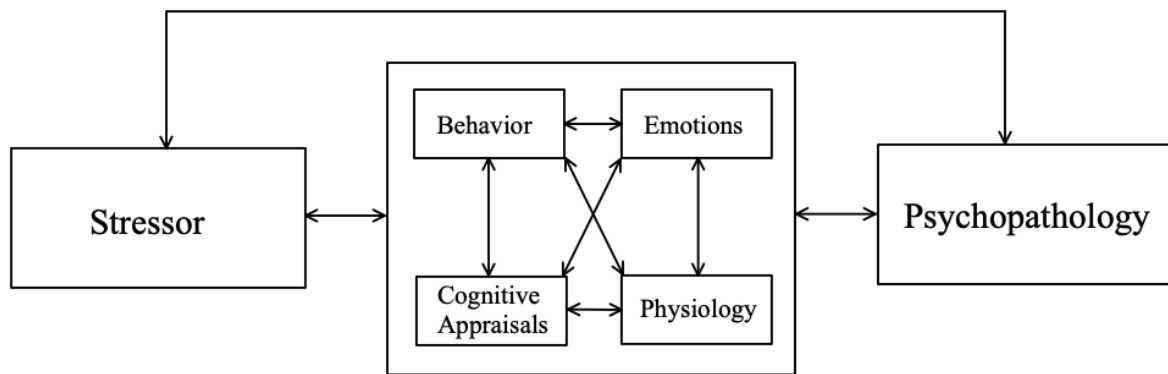 Behavior
Emotions
Stressor
Psychopathology
Cognitive
Appraisals
Physiology